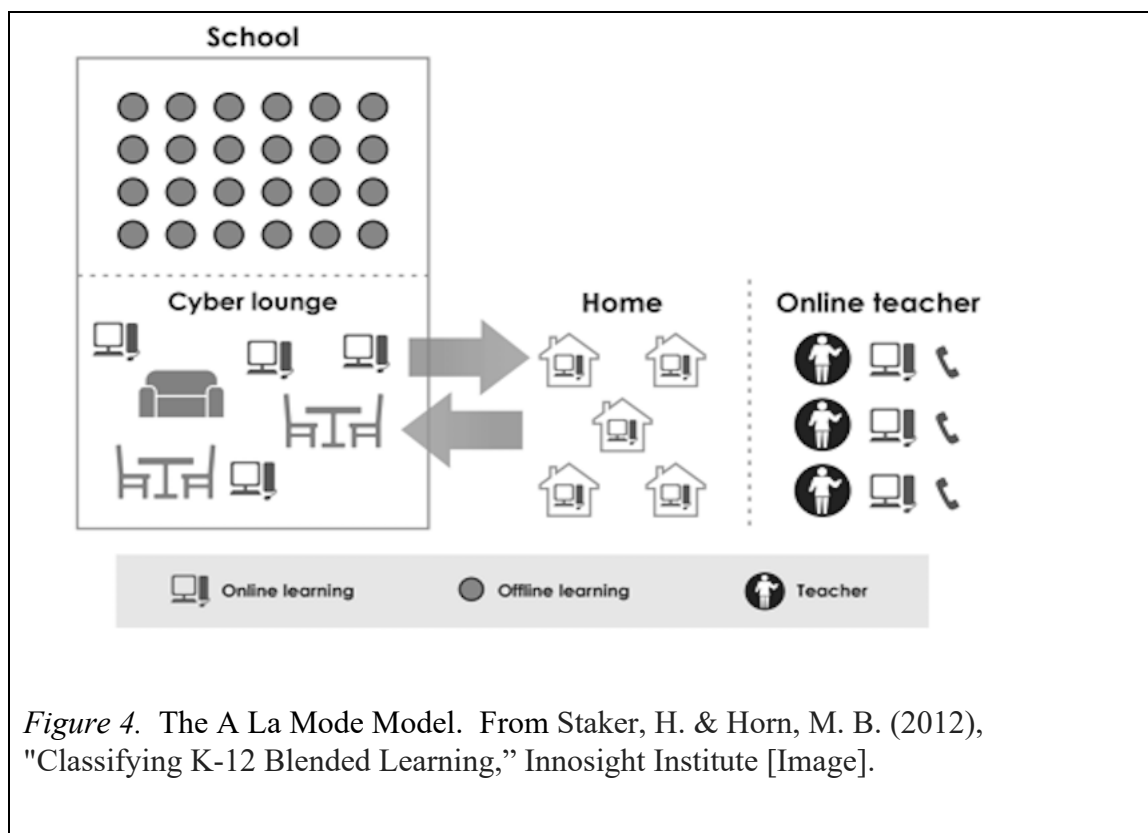 School
Cyber lounge
Home
Online teacher
Online learning
Offline learning
Teacher
Figure 4.  The A La Mode Model.  From Staker, H. & Horn, M. B. (2012),
"Classifying K-12 Blended Learning,” Innosight Institute [Image].